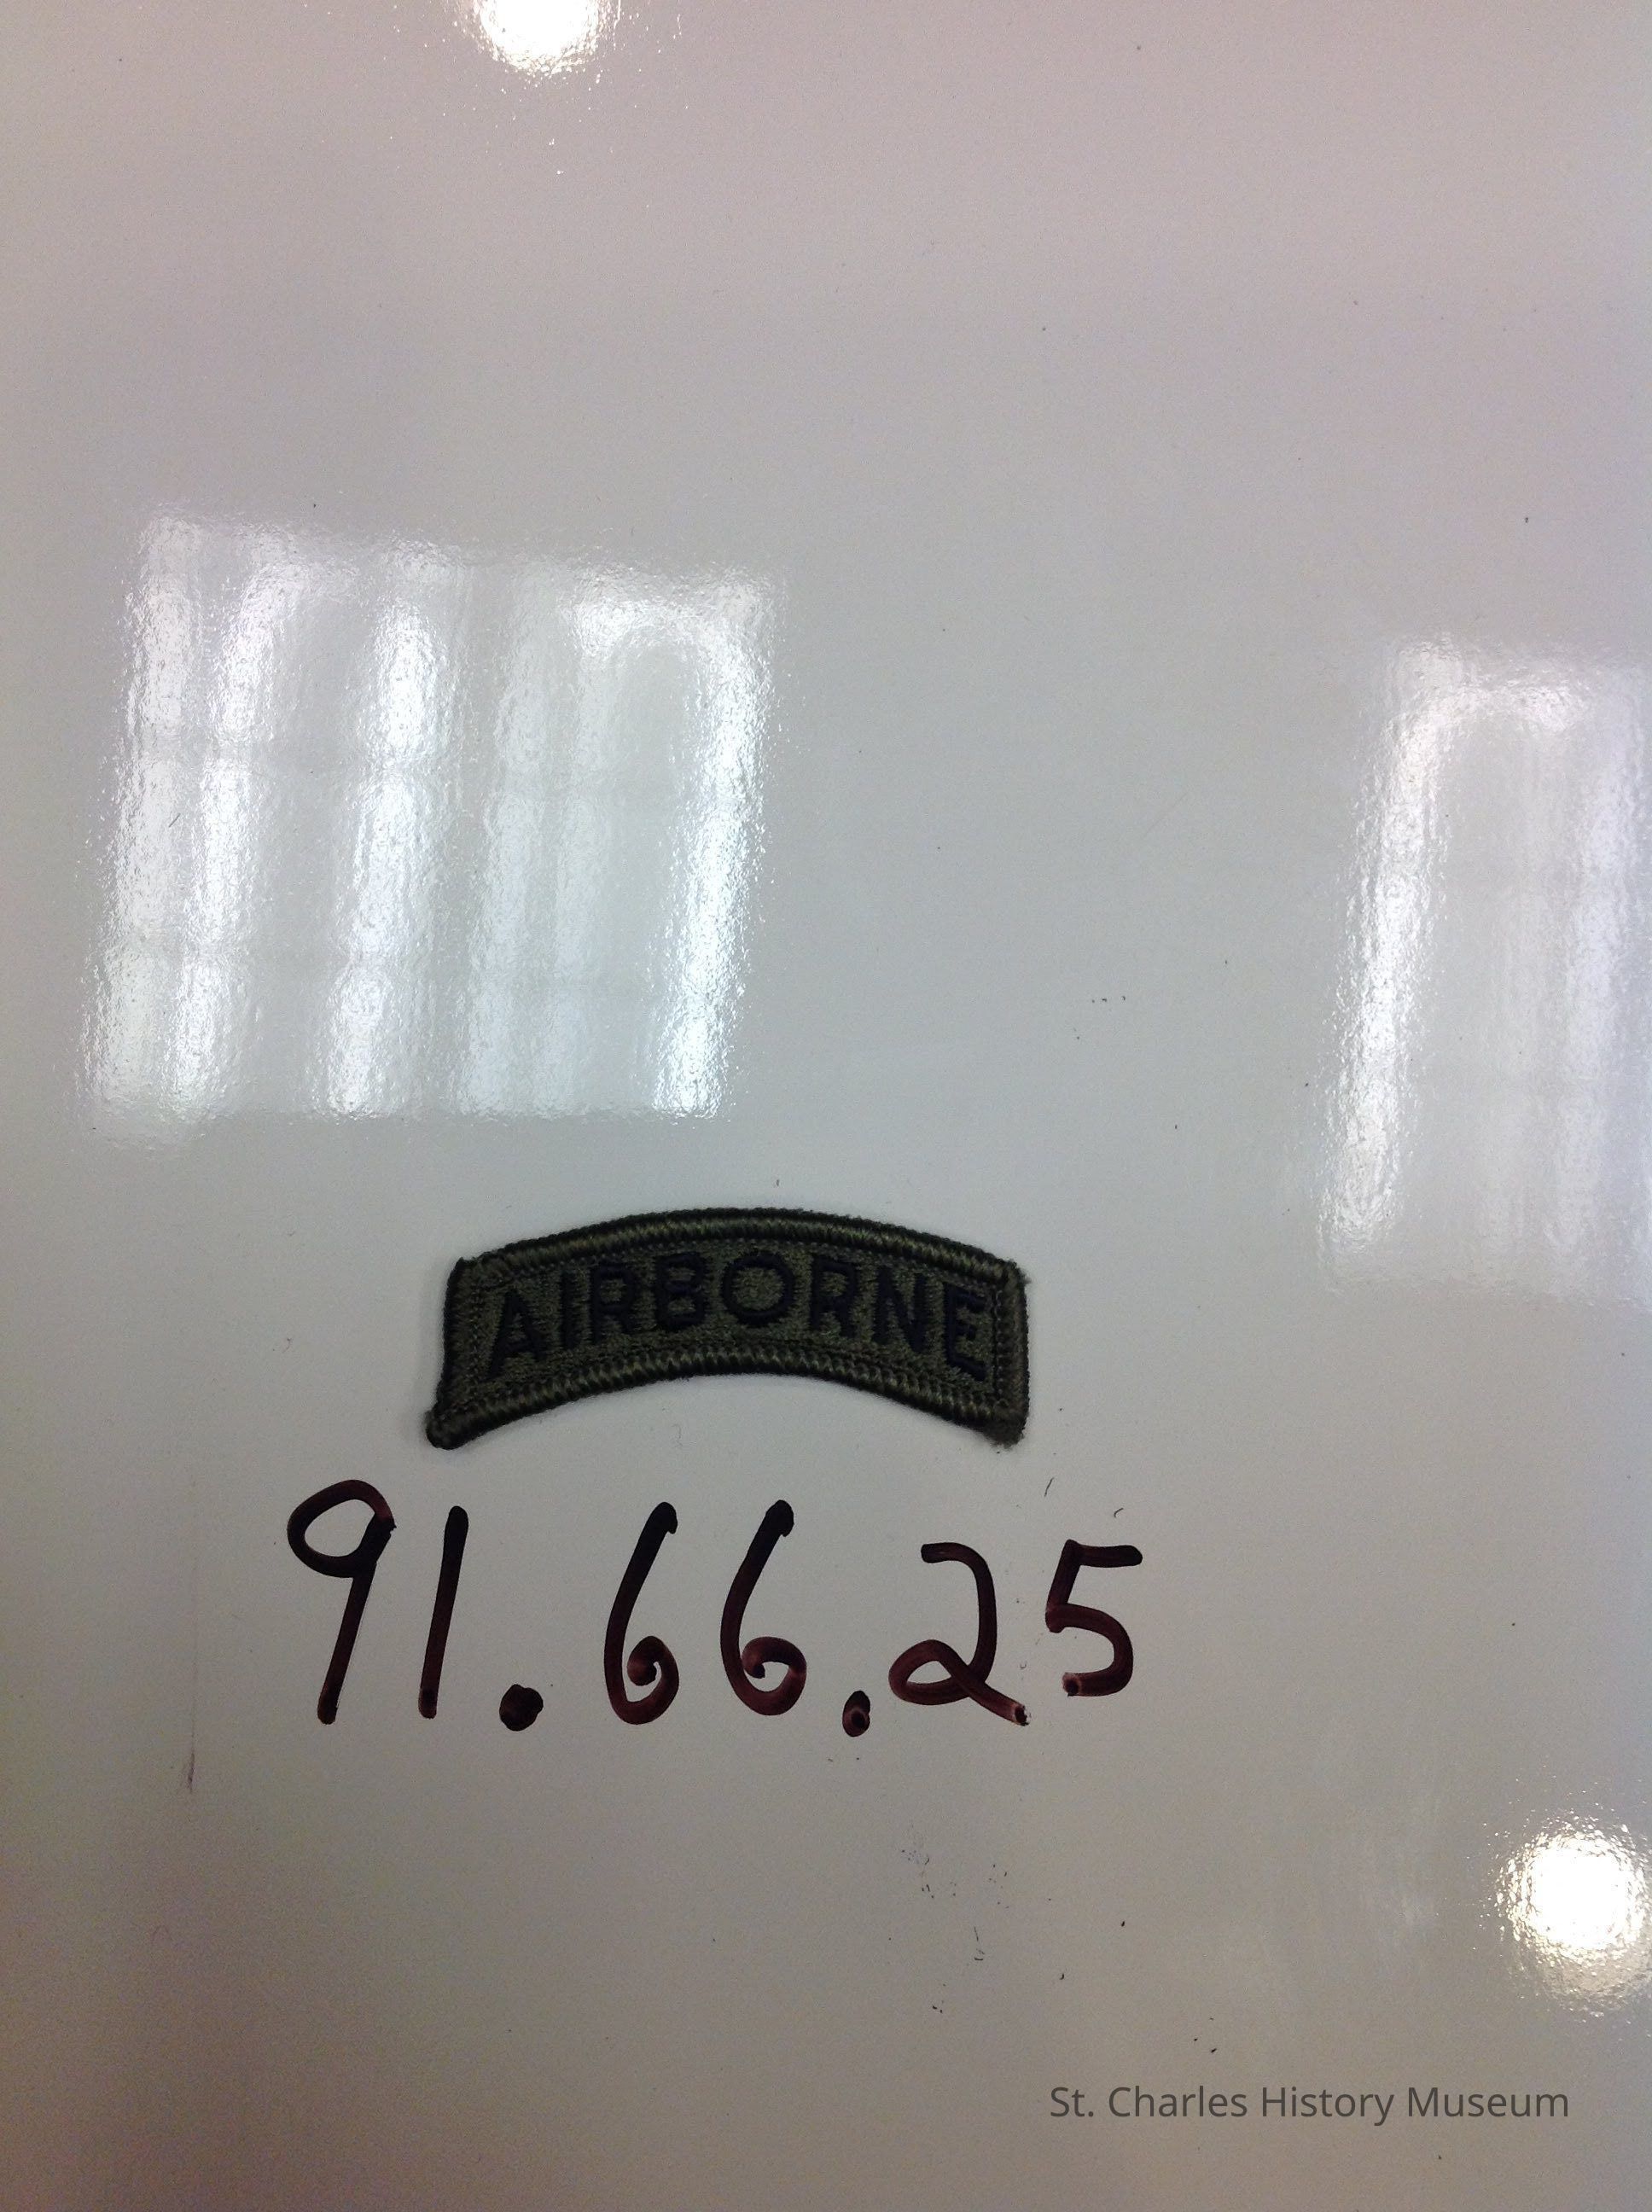 AIRBORNE
91.66.25
St. Charles History Museum